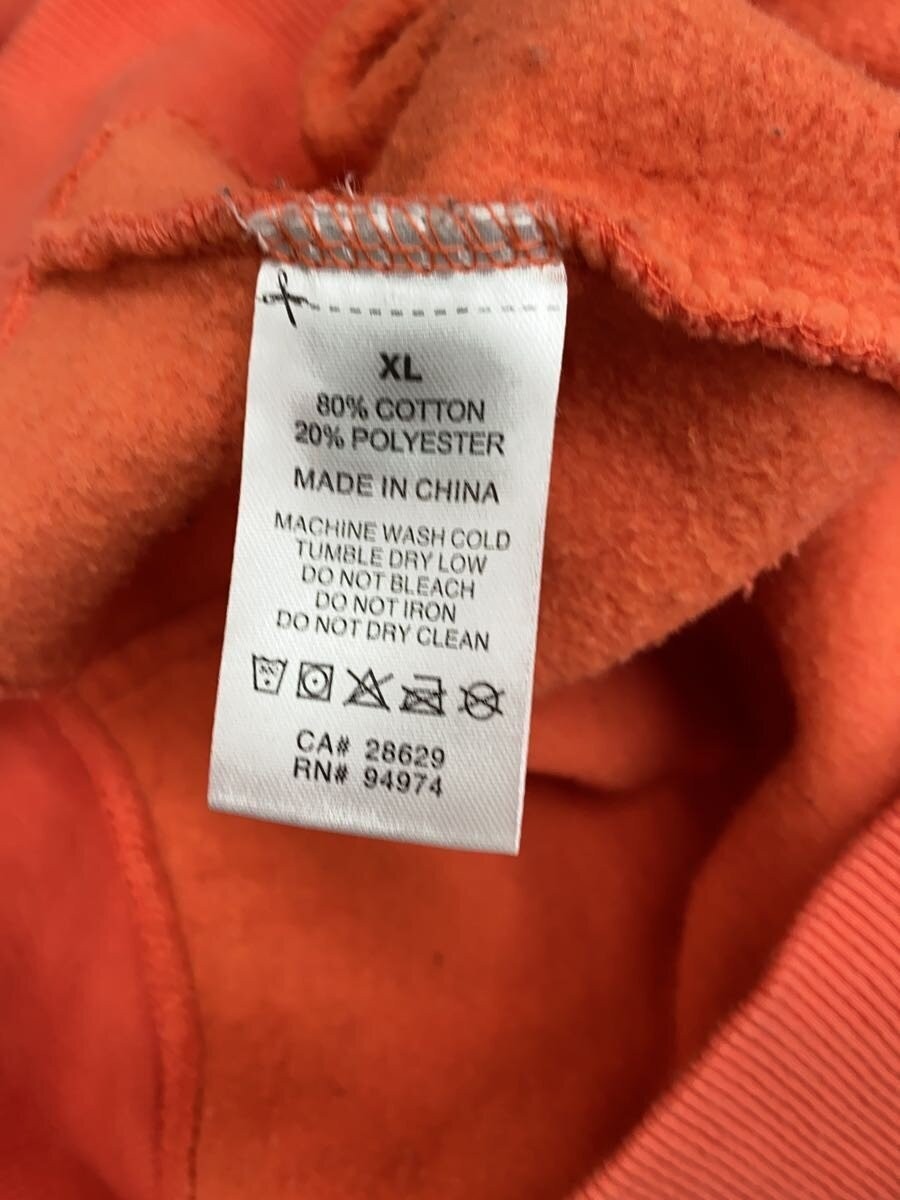 XL
80% COTTON
20% POLYESTER
MADE IN CHINA
MACHINE WASH COLD
TUMBLE DRY LOW
DO NOT BLEACH
DO NOT IRON
DO NOT DRY CLEAN
CA# 28629
RN# 94974